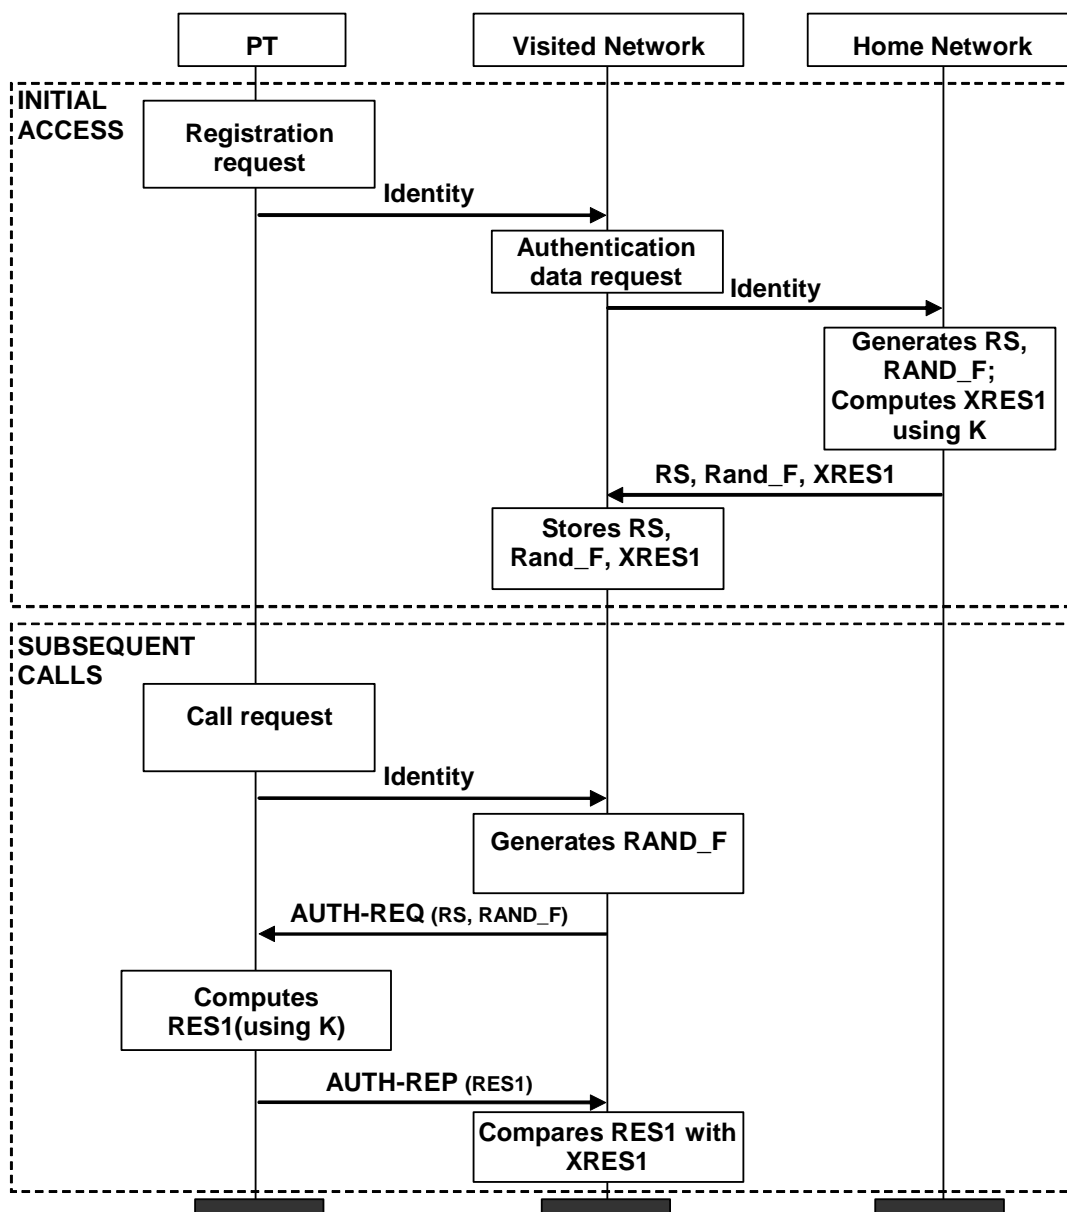 PT
Visited Network
Home Network
INITIAL
ACCESS
Registration
request
Identity
Authentication
data request
Identity
Generates RS,
RAND_F;
Computes XRES1
using K
RS, Rand_F, XRES1
Stores RS,
Rand_F, XRES1
SUBSEQUENT
CALLS
Call request
Identity
Generates RAND_F
AUTH-REQ (RS, RAND_F)
Computes
RES1(using K)
AUTH-REP (RES1)
Compares RES1 with
XRES1